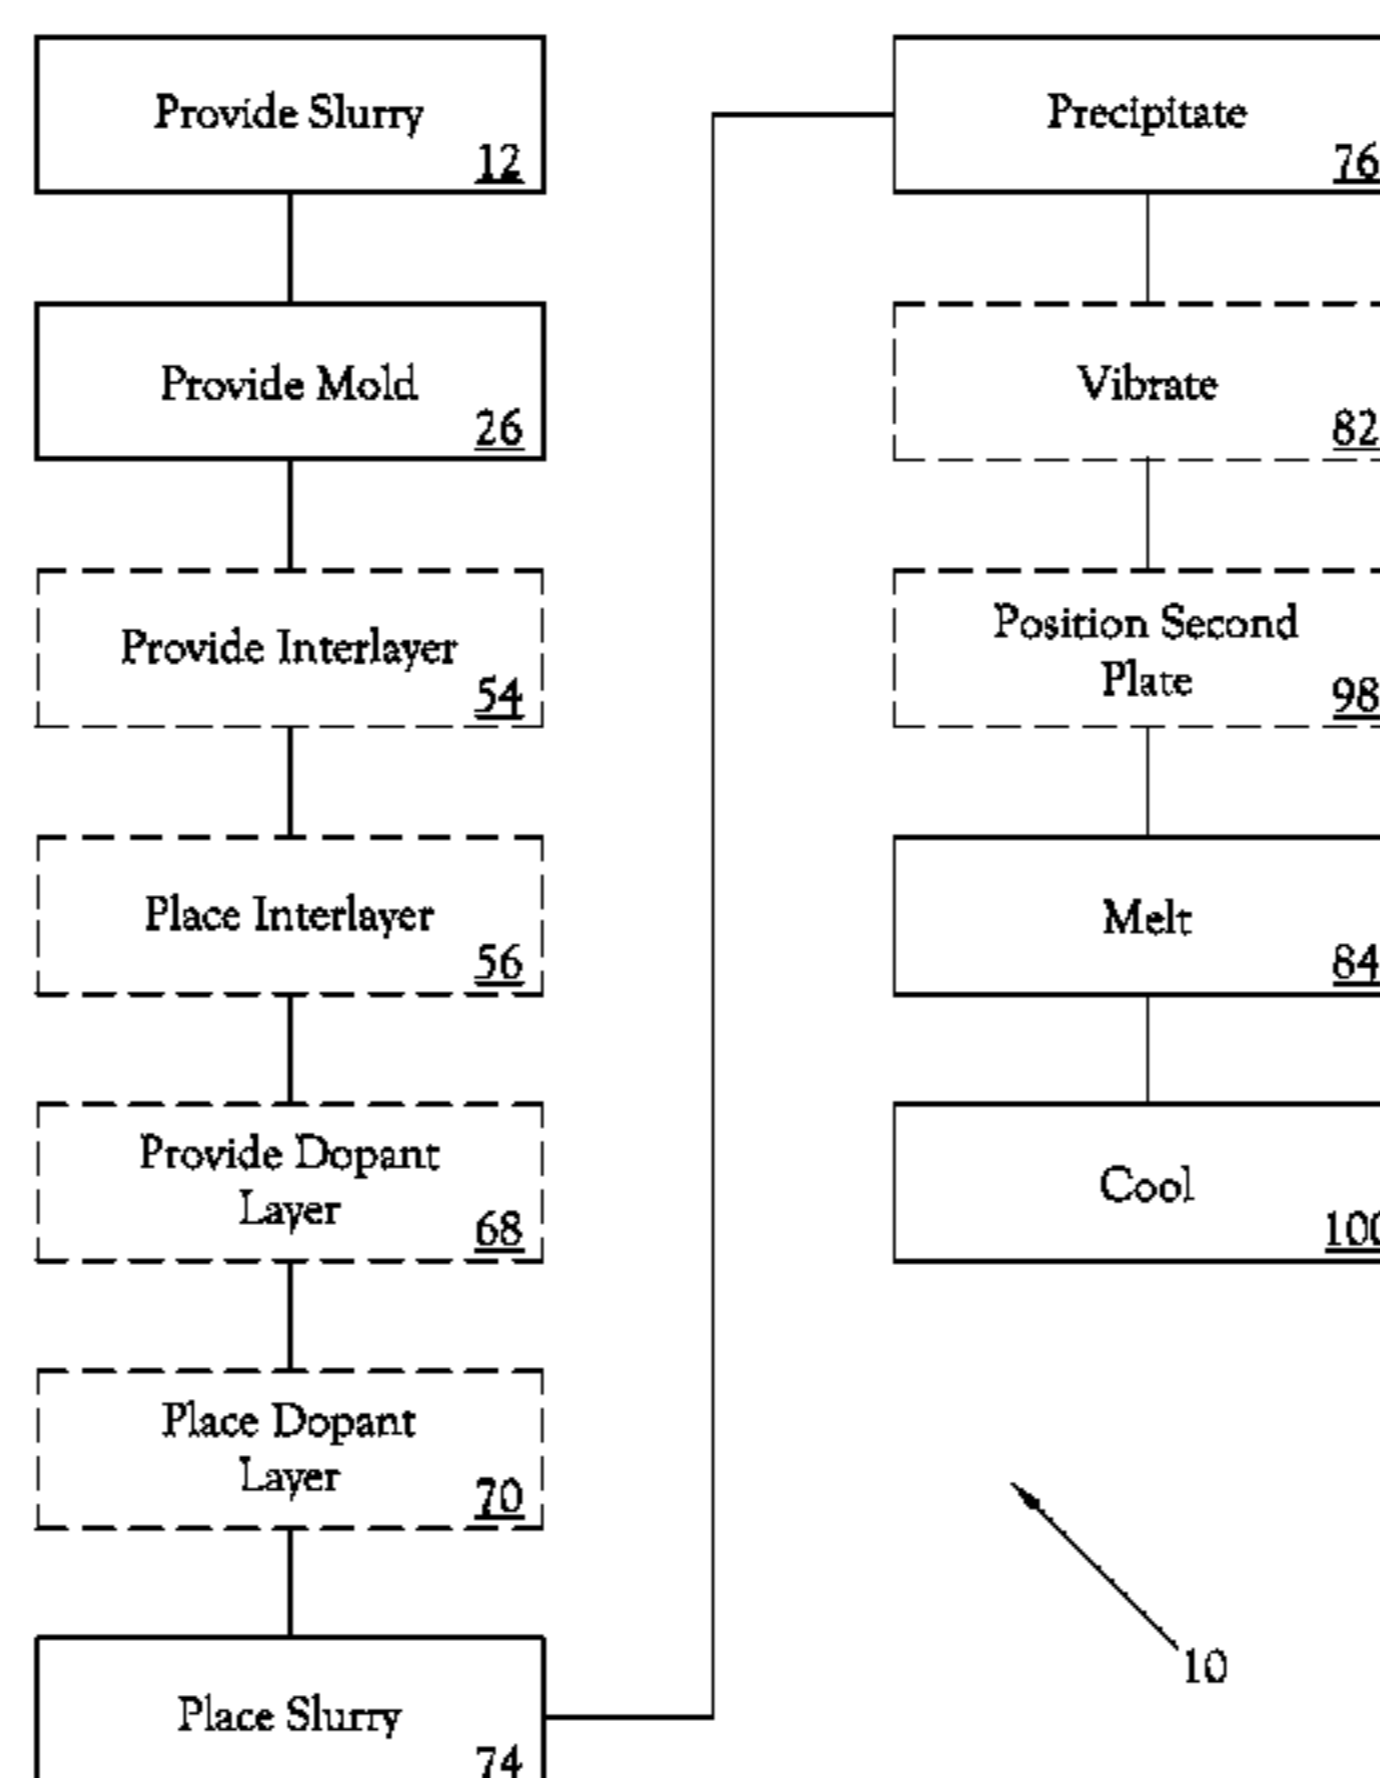 Provide Slurry
12
Provide Mold
26
Provide Interlayer
54
Place Interlayer
56
Provide Dopant
Layer
68
Place Dopant
Layer
70
Place Slurry
74
Precipitate
76
Vibrate
82
Position Second
Plate
98
Melt
84
Cool
100
10